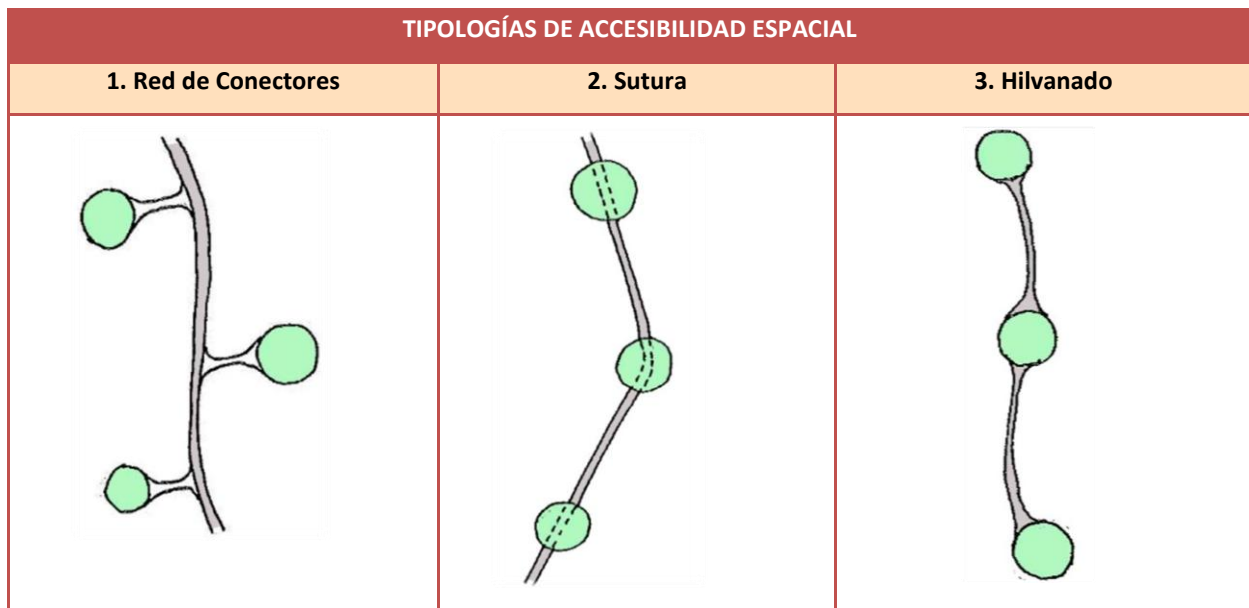 TIPOLOGÍAS DE ACCESIBILIDAD ESPACIAL
1. Red de Conectores
2. Sutura
3. Hilvanado